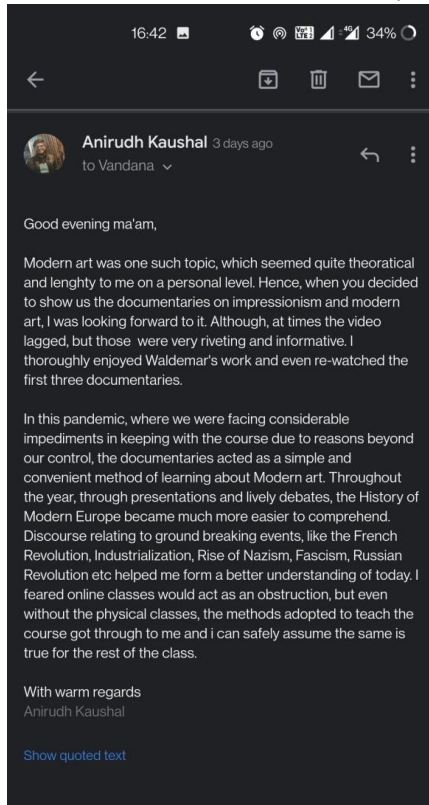 16:42
Vo) LTE2 4G 34%
Anirudh Kaushal 3 days ago
to Vandana
Good evening ma'am,
Modern art was one such topic, which seemed quite theoratical
and lenghty to me on a personal level. Hence, when you decided
to show us the documentaries on impressionism and modern
art, I was looking forward to it. Although, at times the video
lagged, but those were very riveting and informative. I
thoroughly enjoyed Waldemar's work and even re-watched the
first three documentaries.
In this pandemic, where we were facing considerable
impediments in keeping with the course due to reasons beyond
our control, the documentaries acted as a simple and
convenient method of learning about Modern art. Throughout
the year, through presentations and lively debates, the History of
Modern Europe became much more easier to comprehend.
Discourse relating to ground breaking events, like the French
Revolution, Industrialization, Rise of Nazism, Fascism, Russian
Revolution etc helped me form a better understanding of today. I
feared online classes would act as an obstruction, but even
without the physical classes, the methods adopted to teach the
course got through to me and i can safely assume the same is
true for the rest of the class.
With warm regards
Anirudh Kaushal
Show quoted text